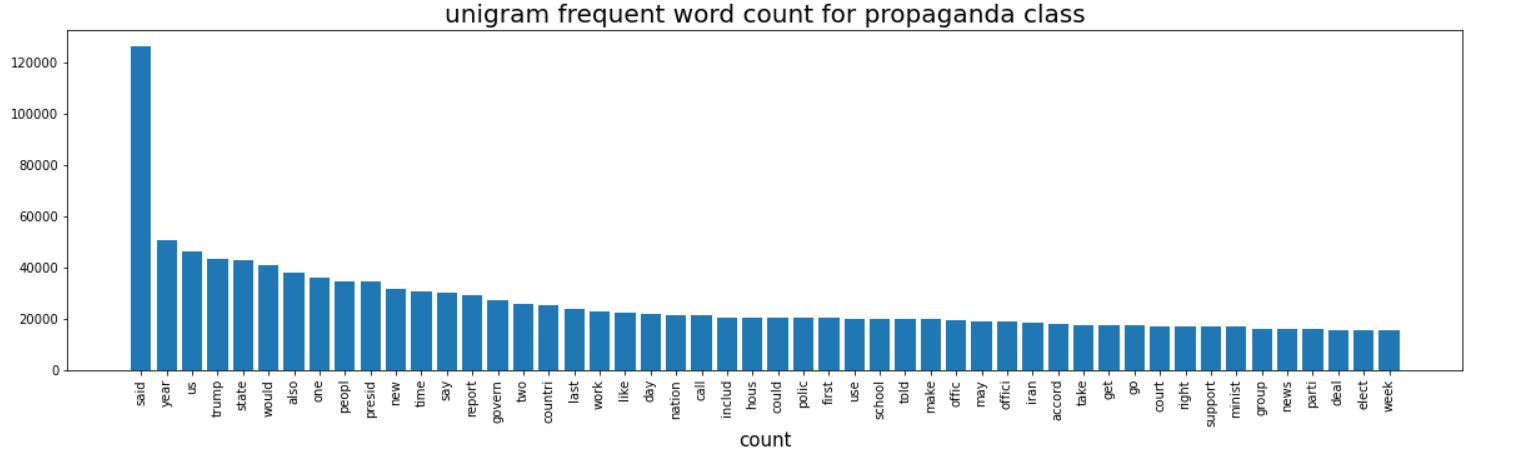 unigram frequent word count for propaganda class
120000
100000
80000
60000
40000
20000
0
said year us trump state would also one peopl presid new time say report govern two countri last work like day nation call includ hous could polic first use school told make offic may offici iran accord take get go court right support minist group news parti deal elect week
count